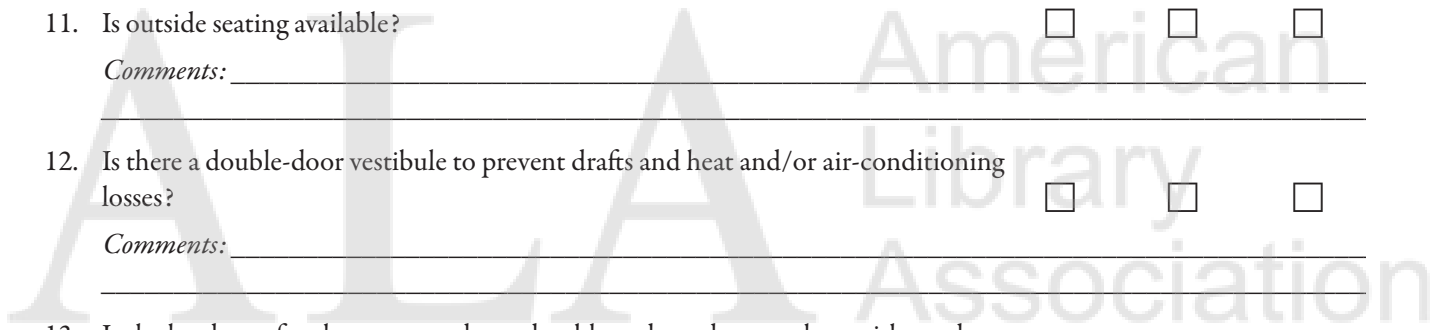 11. Is outside seating available? ☐ ☐ ☐
Comments:
12. Is there a double-door vestibule to prevent drafts and heat and/or air-conditioning
losses? ☐ ☐ ☐
Comments:
ALA American
Library
Association